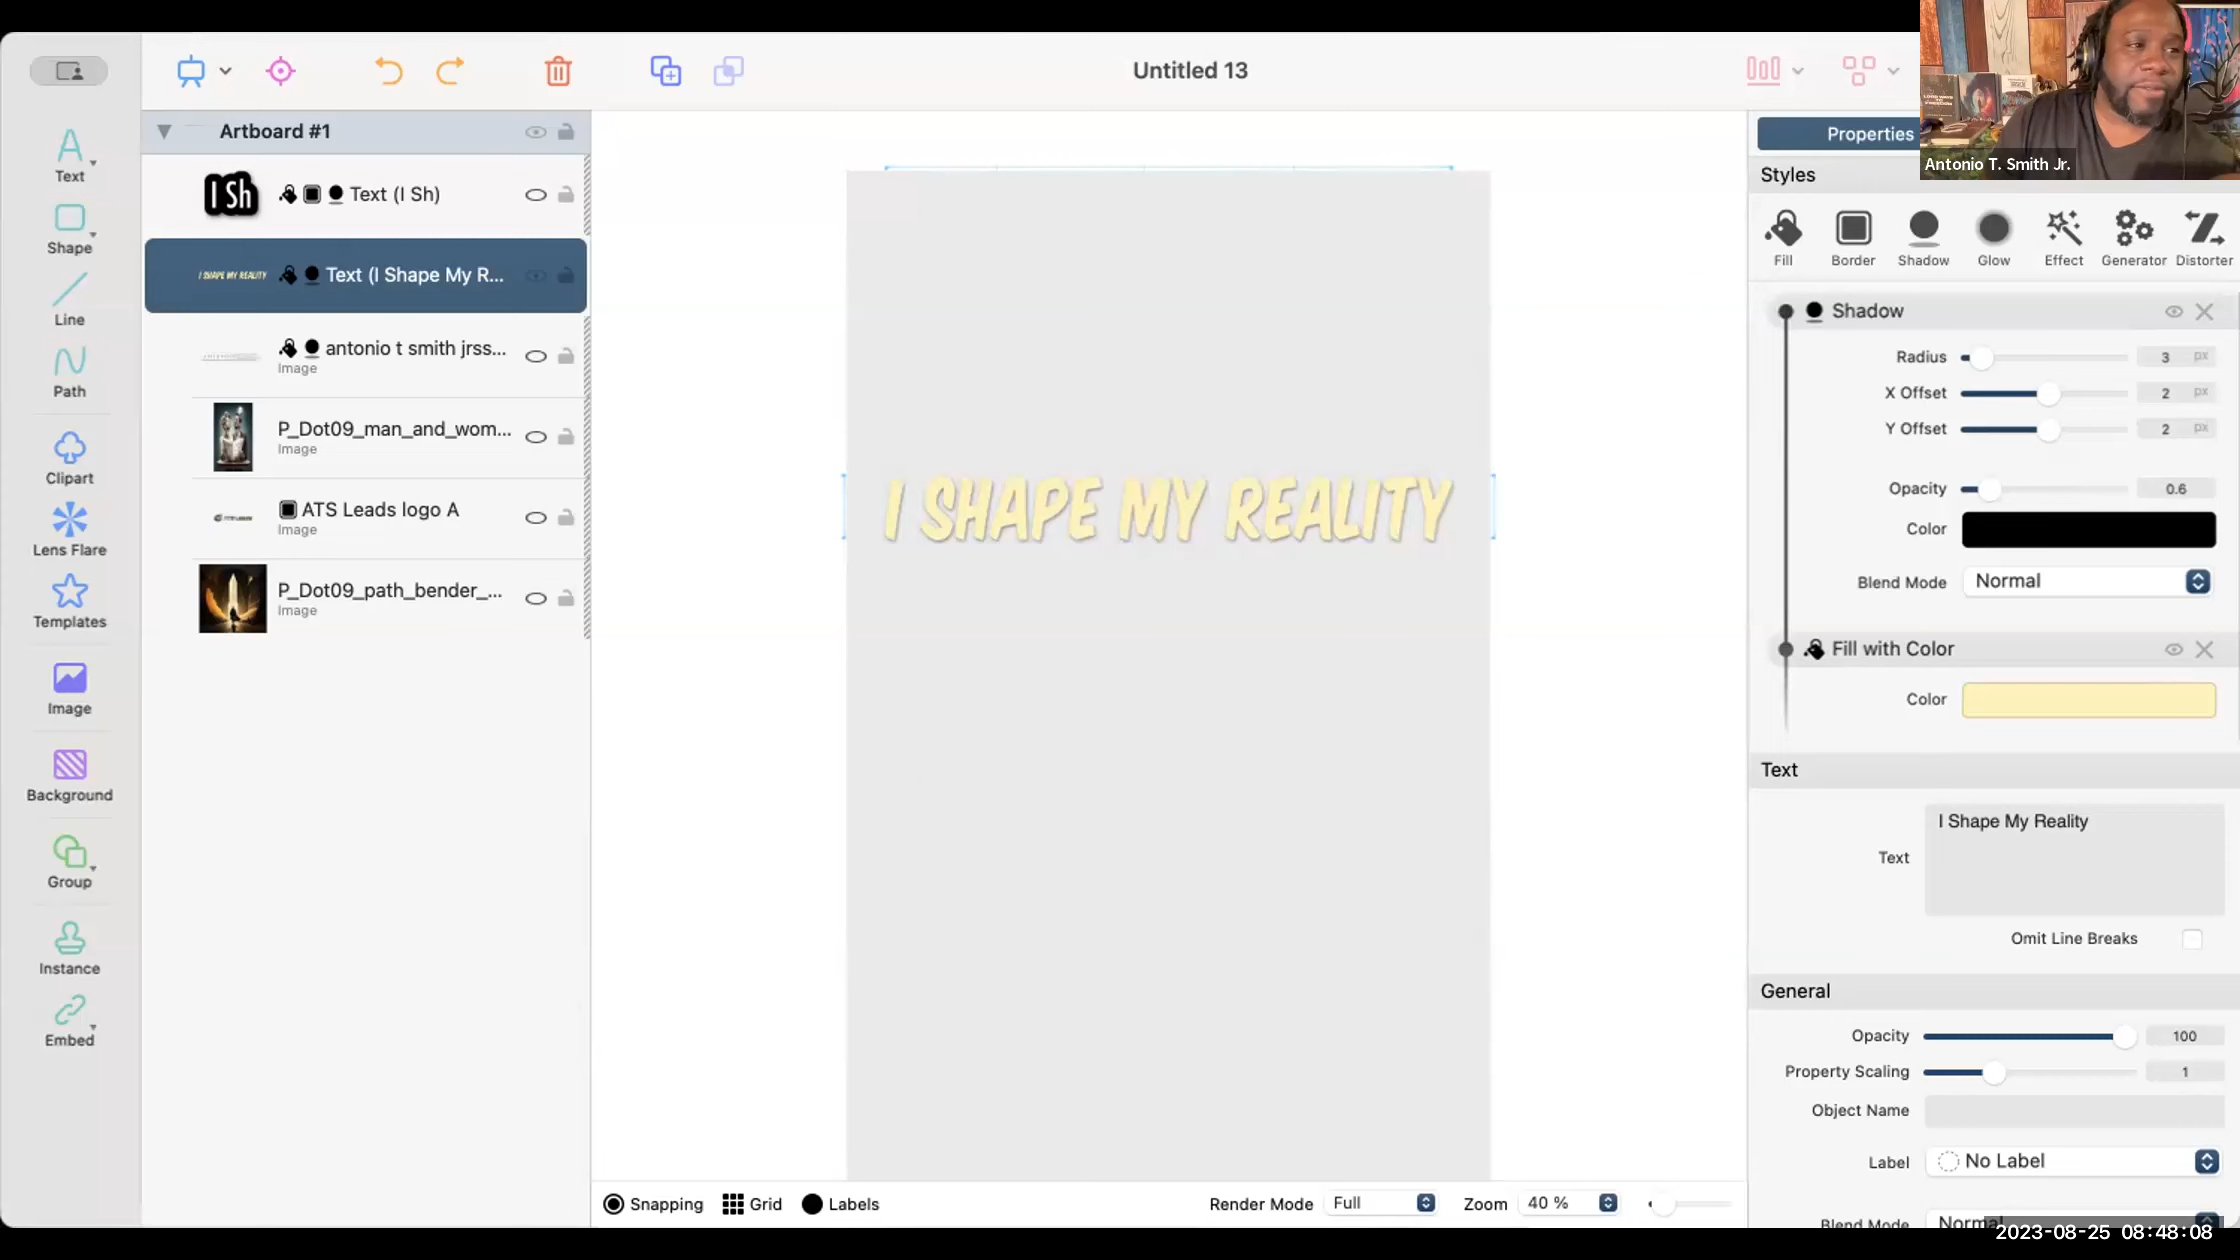 Untitled 13
Antonio T. Smith Jr.
Text
Shape
Line
Path
Clipart
Lens Flare
Templates
Image
Background
Group
Instance
Embed
Artboard #1
I Sh
Text (I Sh)
I SHAPE MY REALITY
Text (I Shape My R...
antonio t smith jrss...
Image
P_Dot09_man_and_wom...
Image
ATS Leads logo A
Image
P_Dot09_path_bender_...
Image
I SHAPE MY REALITY
Snapping
Grid
Labels
Render Mode Full
Zoom 40 %
Properties
Styles
Fill Border Shadow Glow Effect Generator Distorter
Shadow
Radius 3 px
X Offset 2 px
Y Offset 2 px
Opacity 0.6
Color
Blend Mode Normal
Fill with Color
Color
Text
Text I Shape My Reality
Omit Line Breaks
General
Opacity 100
Property Scaling 1
Object Name
Label No Label
Blend Mode Normal
2023-08-25 08:48:08